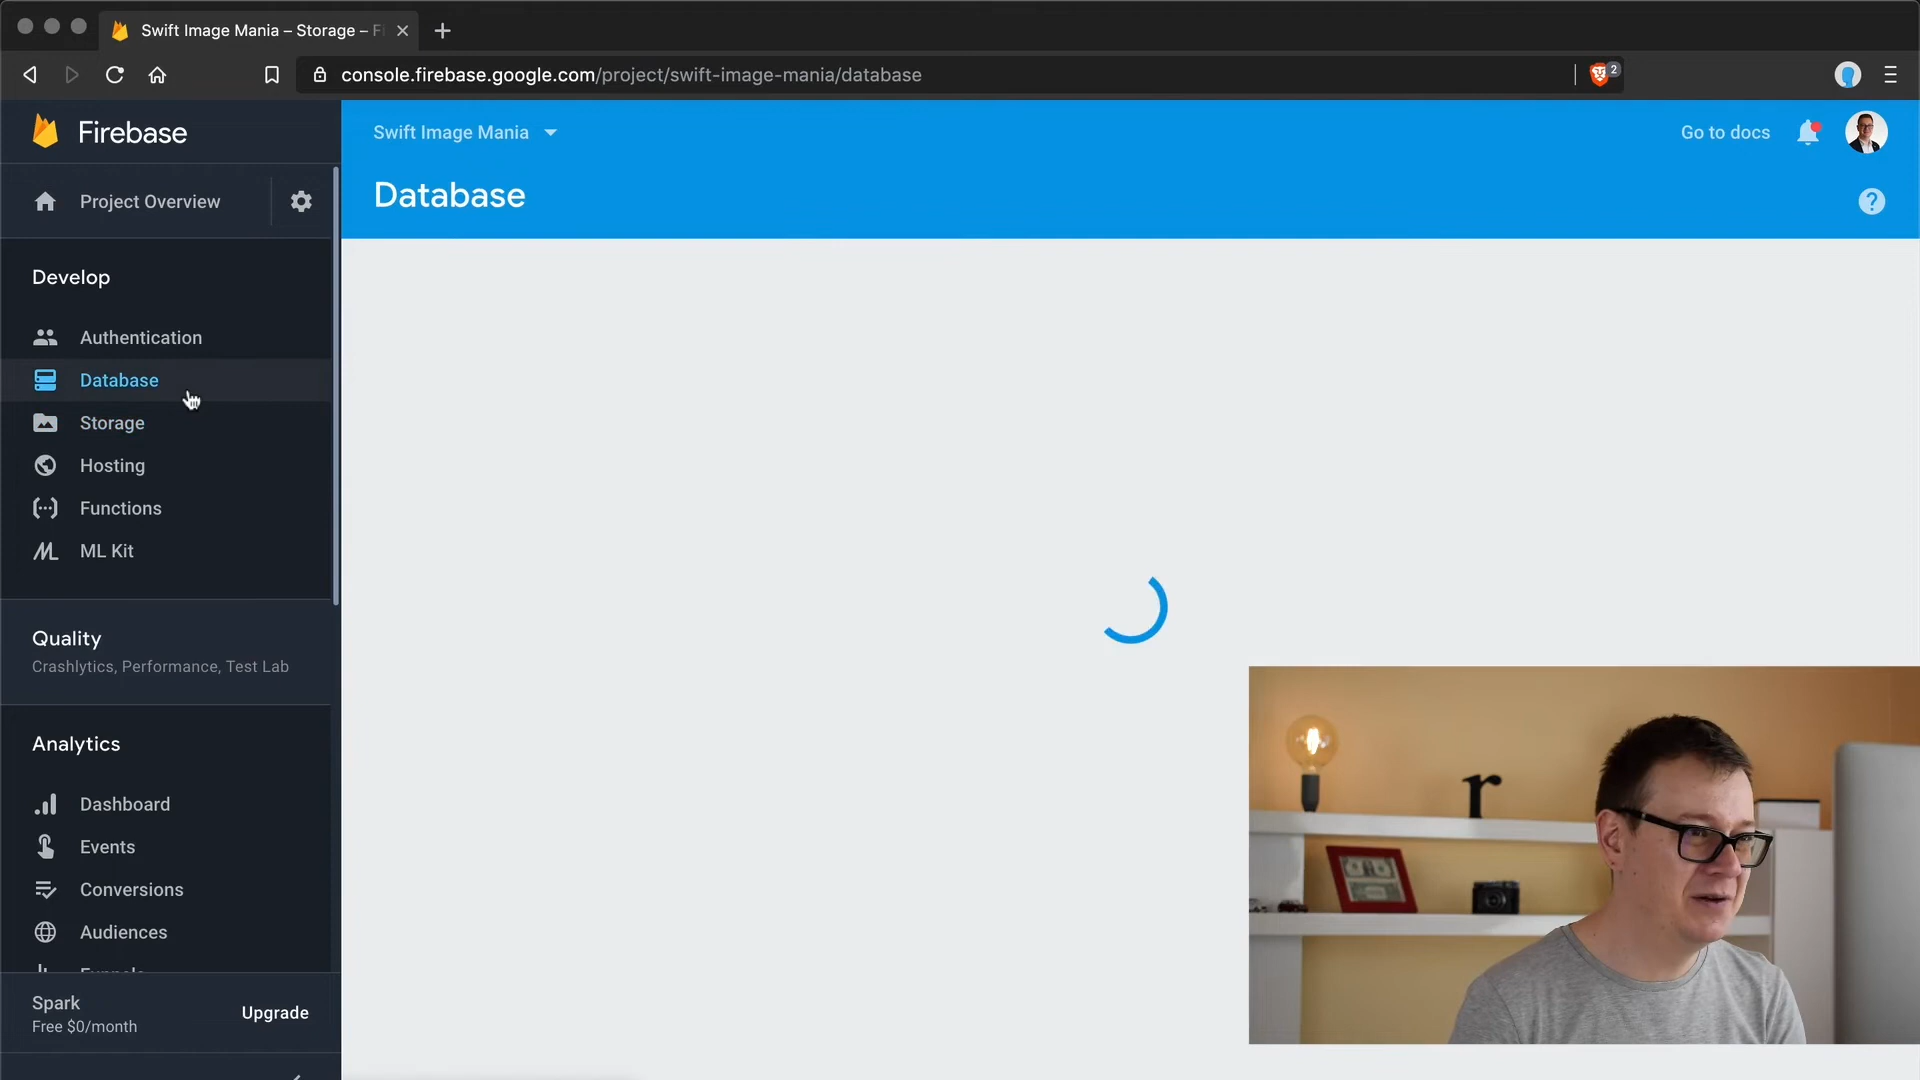 Swift Image Mania – Storage – F
console.firebase.google.com/project/swift-image-mania/database
2
Firebase
Swift Image Mania
Go to docs
Project Overview
Database
?
Develop
Authentication
Database
Storage
Hosting
Functions
ML Kit
Quality
Crashlytics, Performance, Test Lab
Analytics
Dashboard
Events
Conversions
Audiences
Spark
Free $0/month
Upgrade
r